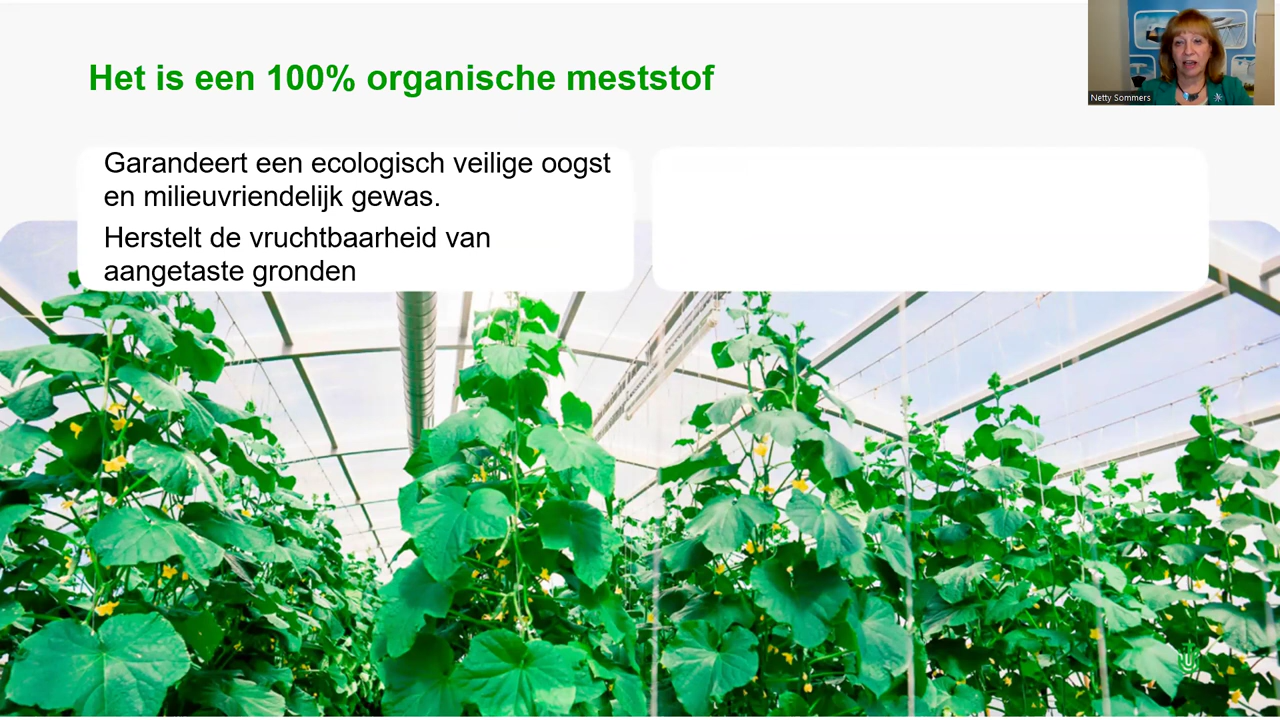 Het is een 100% organische meststof
Netty Sommers
Garandeert een ecologisch veilige oogst
en milieuvriendelijk gewas.
Herstelt de vruchtbaarheid van
aangetaste gronden